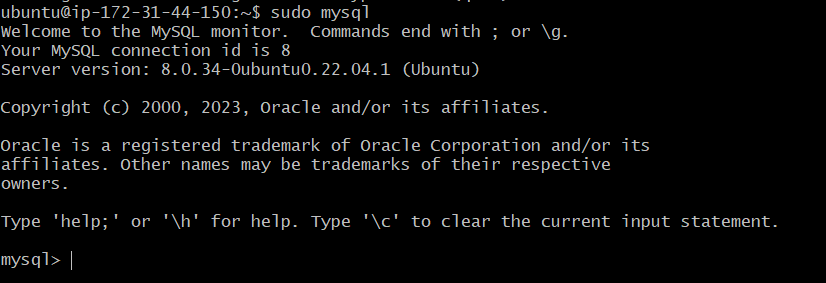 ubuntu@ip-172-31-44-150:~$ sudo mysql
Welcome to the MySQL monitor.  Commands end with ; or \g.
Your MySQL connection id is 8
Server version: 8.0.34-0ubuntu0.22.04.1 (Ubuntu)

Copyright (c) 2000, 2023, Oracle and/or its affiliates.

Oracle is a registered trademark of Oracle Corporation and/or its
affiliates. Other names may be trademarks of their respective
owners.

Type 'help;' or '\h' for help. Type '\c' to clear the current input statement.

mysql>